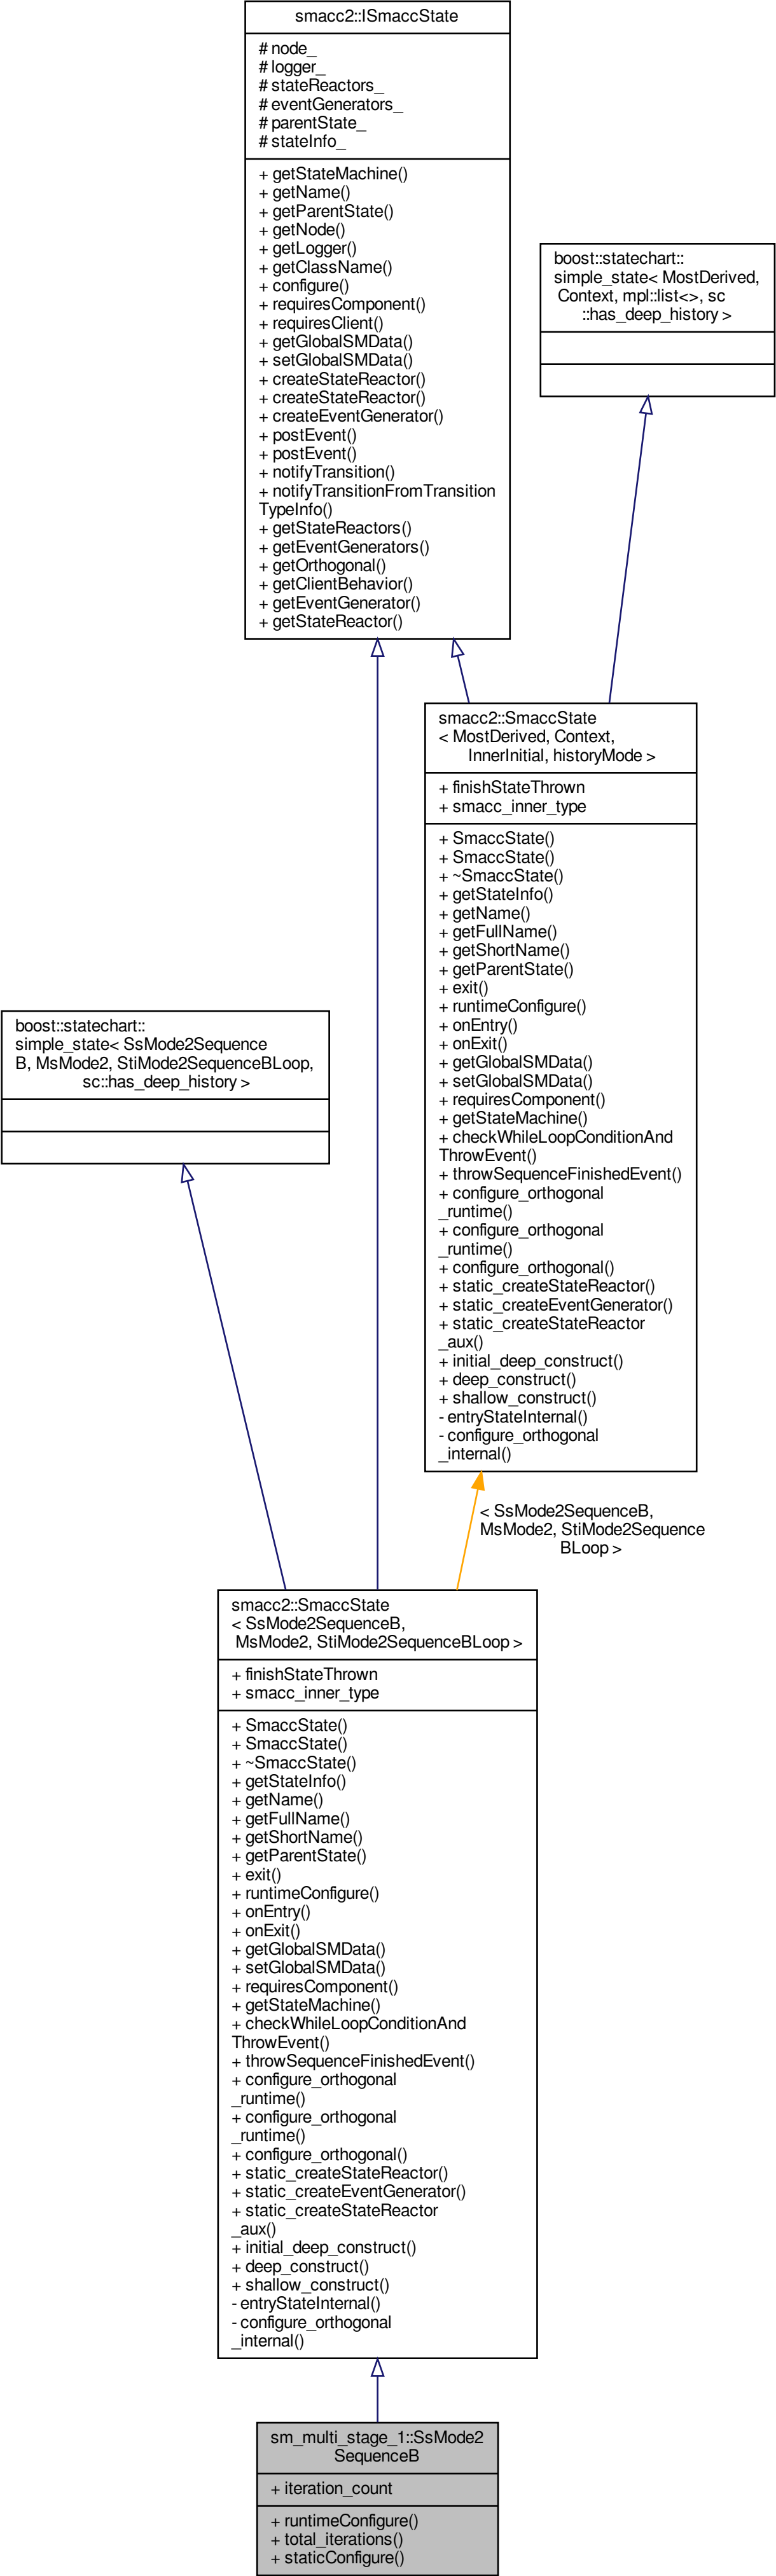 smacc2::ISmaccState
# node_
# logger_
# stateReactors_
# eventGenerators_
# parentState_
# stateInfo_
+ getStateMachine()
+ getName()
+ getParentState()
+ getNode()
+ getLogger()
+ getClassName()
+ configure()
+ requiresComponent()
+ requiresClient()
+ getGlobalSMData()
+ setGlobalSMData()
+ createStateReactor()
+ createStateReactor()
+ createEventGenerator()
+ postEvent()
+ postEvent()
+ notifyTransition()
+ notifyTransitionFromTransition
TypeInfo()
+ getStateReactors()
+ getEventGenerators()
+ getOrthogonal()
+ getClientBehavior()
+ getEventGenerator()
+ getStateReactor()
boost::statechart::
simple_state< MostDerived,
Context, mpl::list<>, sc
::has_deep_history >
smacc2::SmaccState
< MostDerived, Context,
InnerInitial, historyMode >
+ finishStateThrown
+ smacc_inner_type
+ SmaccState()
+ SmaccState()
+ ~SmaccState()
+ getStateInfo()
+ getName()
+ getFullName()
+ getShortName()
+ getParentState()
+ exit()
+ runtimeConfigure()
+ onEntry()
+ onExit()
+ getGlobalSMData()
+ setGlobalSMData()
+ requiresComponent()
+ getStateMachine()
+ checkWhileLoopConditionAnd
ThrowEvent()
+ throwSequenceFinishedEvent()
+ configure_orthogonal
_runtime()
+ configure_orthogonal
_runtime()
+ configure_orthogonal()
+ static_createStateReactor()
+ static_createEventGenerator()
+ static_createStateReactor
_aux()
+ initial_deep_construct()
+ deep_construct()
+ shallow_construct()
- entryStateInternal()
- configure_orthogonal
_internal()
boost::statechart::
simple_state< SsMode2Sequence
B, MsMode2, StiMode2SequenceBLoop,
sc::has_deep_history >
< SsMode2SequenceB,
MsMode2, StiMode2Sequence
BLoop >
smacc2::SmaccState
< SsMode2SequenceB,
MsMode2, StiMode2SequenceBLoop >
+ finishStateThrown
+ smacc_inner_type
+ SmaccState()
+ SmaccState()
+ ~SmaccState()
+ getStateInfo()
+ getName()
+ getFullName()
+ getShortName()
+ getParentState()
+ exit()
+ runtimeConfigure()
+ onEntry()
+ onExit()
+ getGlobalSMData()
+ setGlobalSMData()
+ requiresComponent()
+ getStateMachine()
+ checkWhileLoopConditionAnd
ThrowEvent()
+ throwSequenceFinishedEvent()
+ configure_orthogonal
_runtime()
+ configure_orthogonal
_runtime()
+ configure_orthogonal()
+ static_createStateReactor()
+ static_createEventGenerator()
+ static_createStateReactor
_aux()
+ initial_deep_construct()
+ deep_construct()
+ shallow_construct()
- entryStateInternal()
- configure_orthogonal
_internal()
sm_multi_stage_1::SsMode2
SequenceB
+ iteration_count
+ runtimeConfigure()
+ total_iterations()
+ staticConfigure()